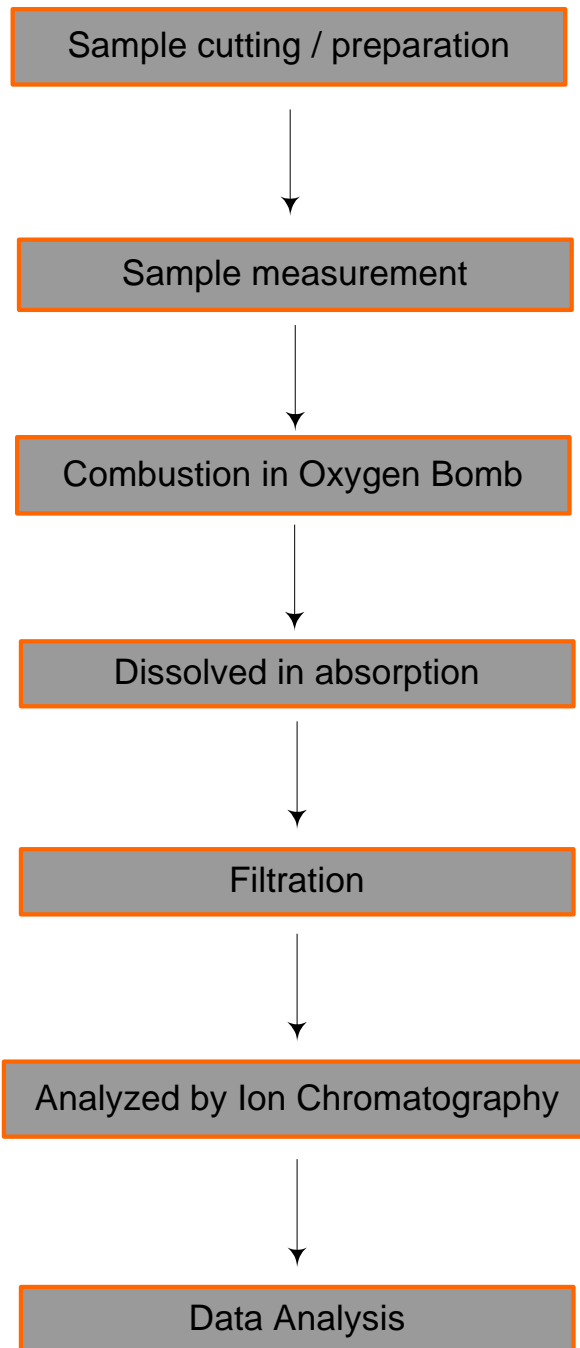 Sample cutting / preparation
Sample measurement
Combustion in Oxygen Bomb
Dissolved in absorption
Filtration
Analyzed by Ion Chromatography
Data Analysis